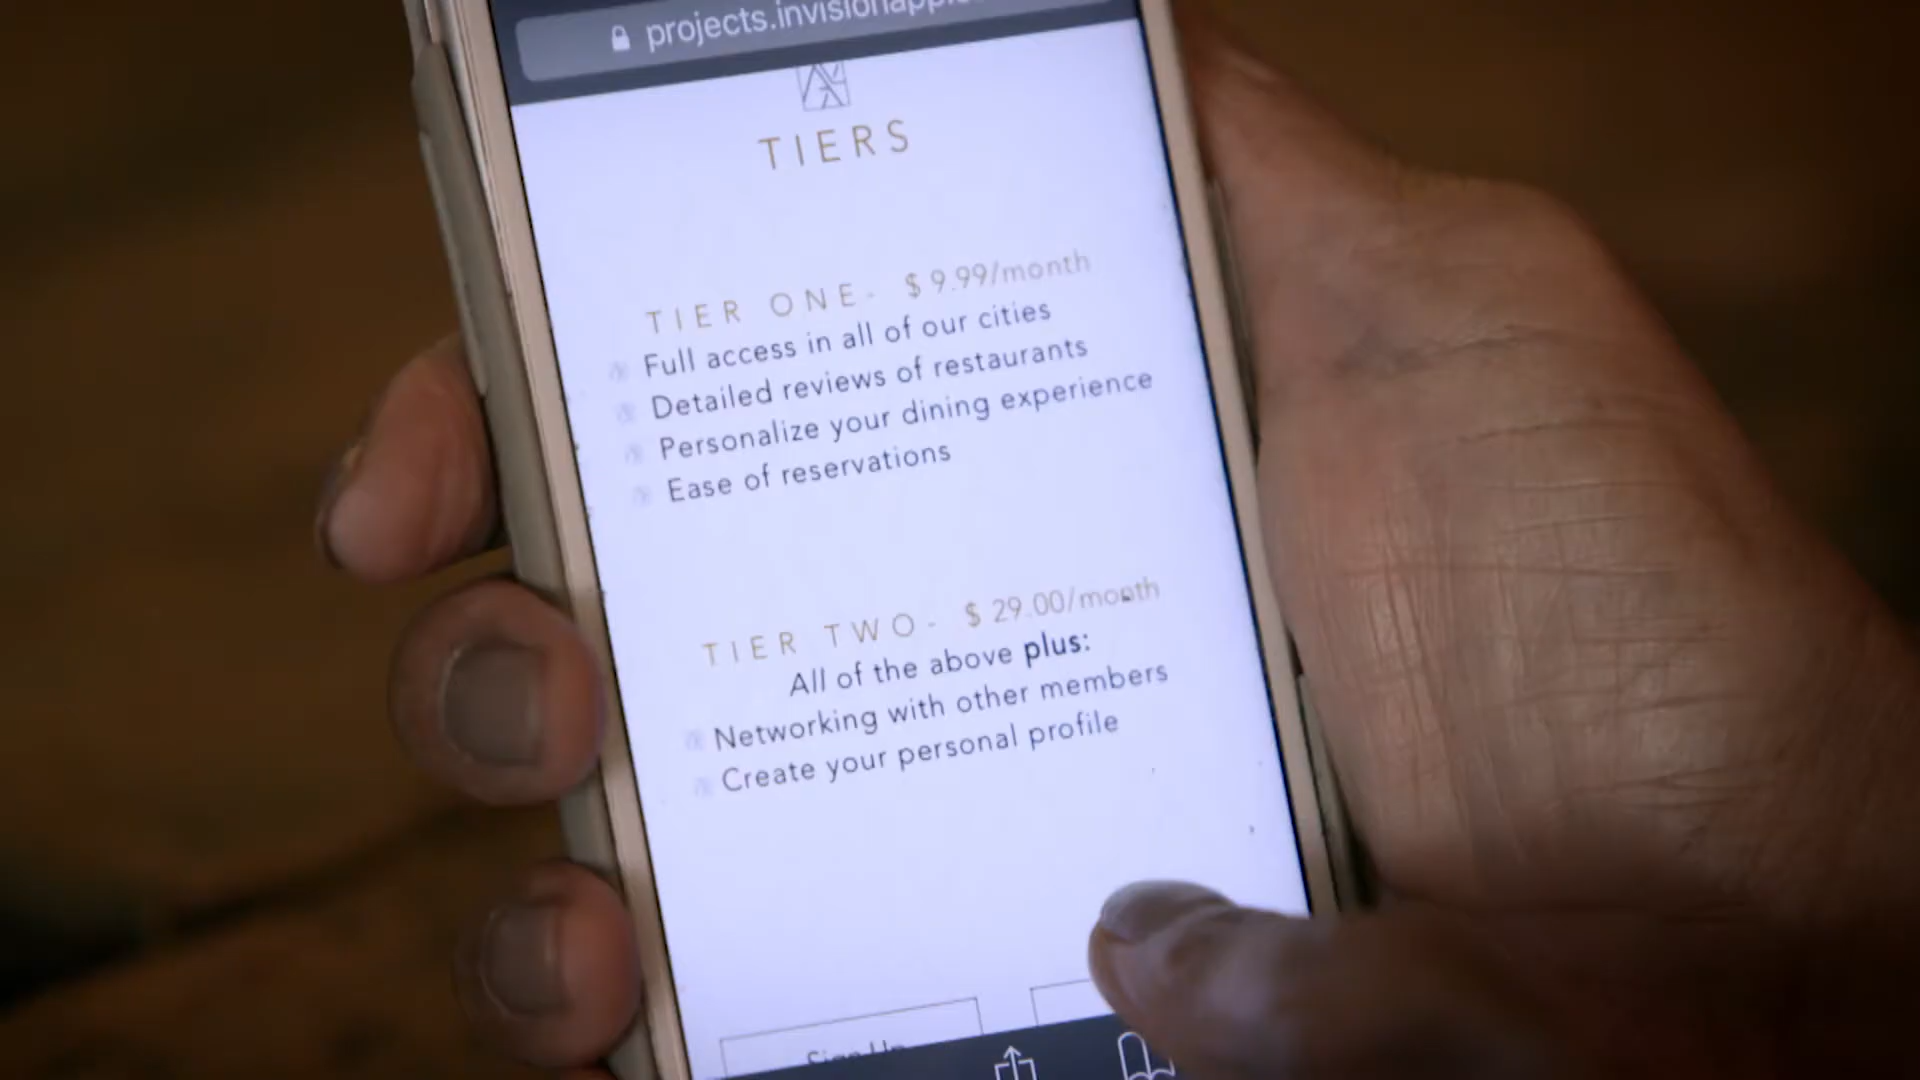 projects.invisionapp
TIERS
TIER ONE- $9.99/month
Full access in all of our cities
Detailed reviews of restaurants
Personalize your dining experience
Ease of reservations
TIER TWO- $ 29.00/month
All of the above plus:
Networking with other members
Create your personal profile
Sign Up